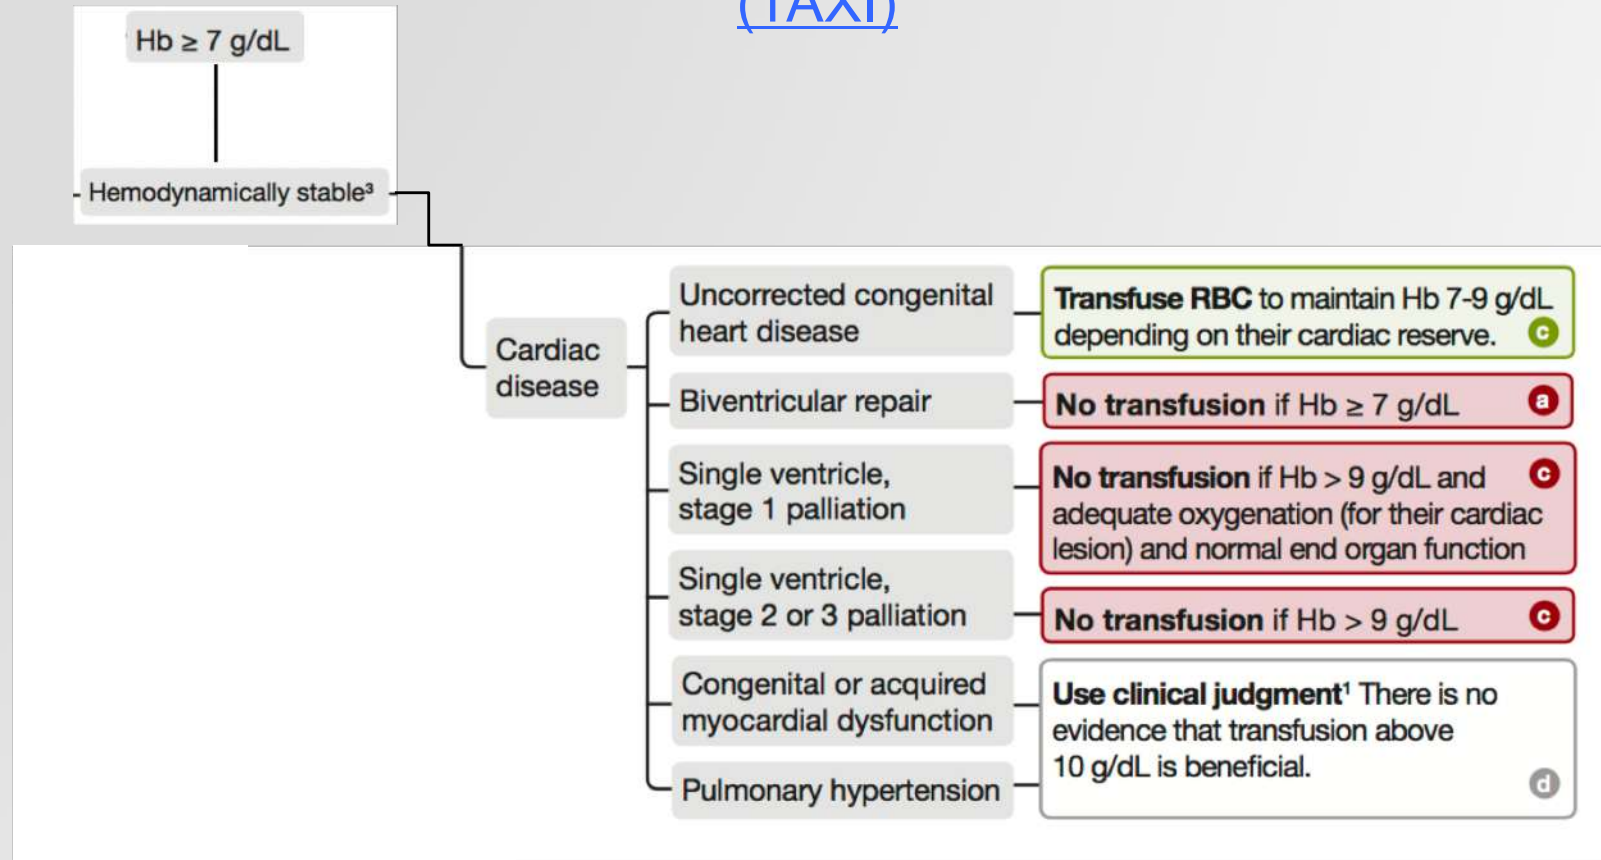 (TAXI)
Hb ≥ 7 g/dL
Hemodynamically stable³
Cardiac
disease
Uncorrected congenital
heart disease
Transfuse RBC to maintain Hb 7-9 g/dL
depending on their cardiac reserve. c
Biventricular repair
No transfusion if Hb ≥ 7 g/dL a
Single ventricle,
stage 1 palliation
No transfusion if Hb > 9 g/dL and c
adequate oxygenation (for their cardiac
lesion) and normal end organ function
Single ventricle,
stage 2 or 3 palliation
No transfusion if Hb > 9 g/dL c
Congenital or acquired
myocardial dysfunction
Pulmonary hypertension
Use clinical judgment¹ There is no
evidence that transfusion above
10 g/dL is beneficial.
d